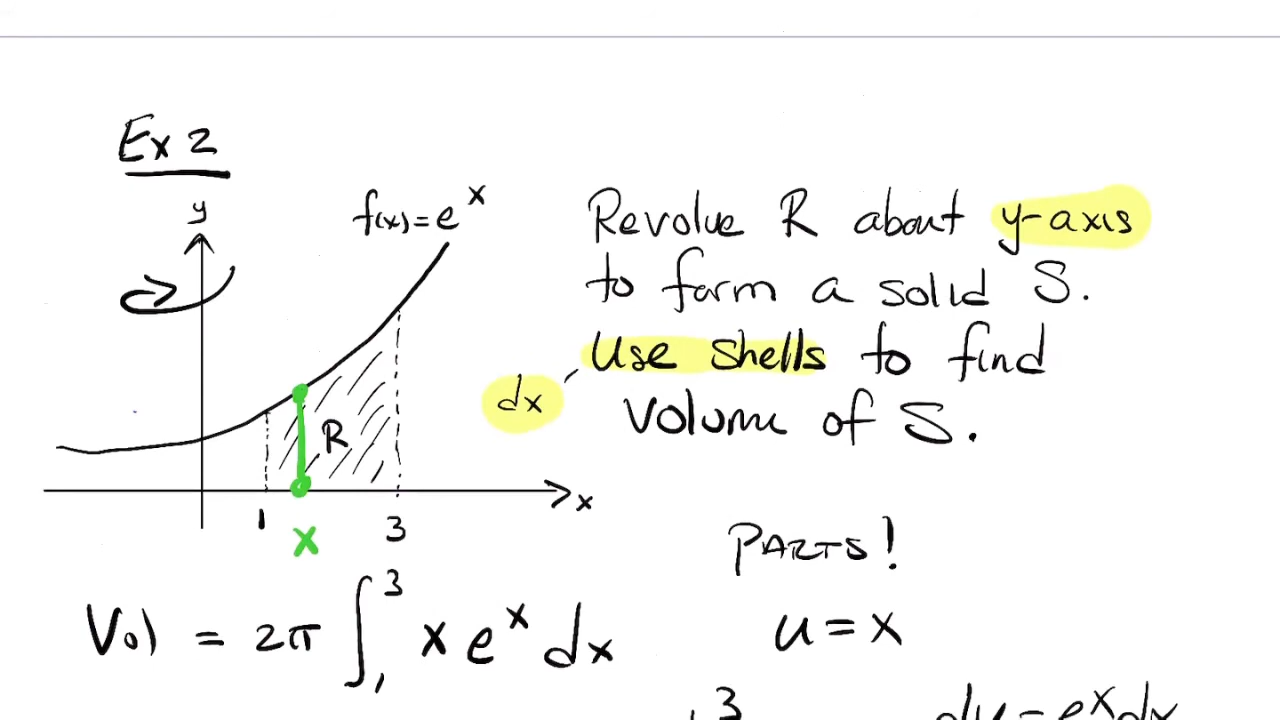 Ex 2
y
f(x) = e^x
Revolve R about y-axis
to form a solid S.
Use shells to find
dx
Volume of S.
R
x
1
x
3
PARTS!
Vol = 2π ∫₁³ x e^x dx
u = x
3